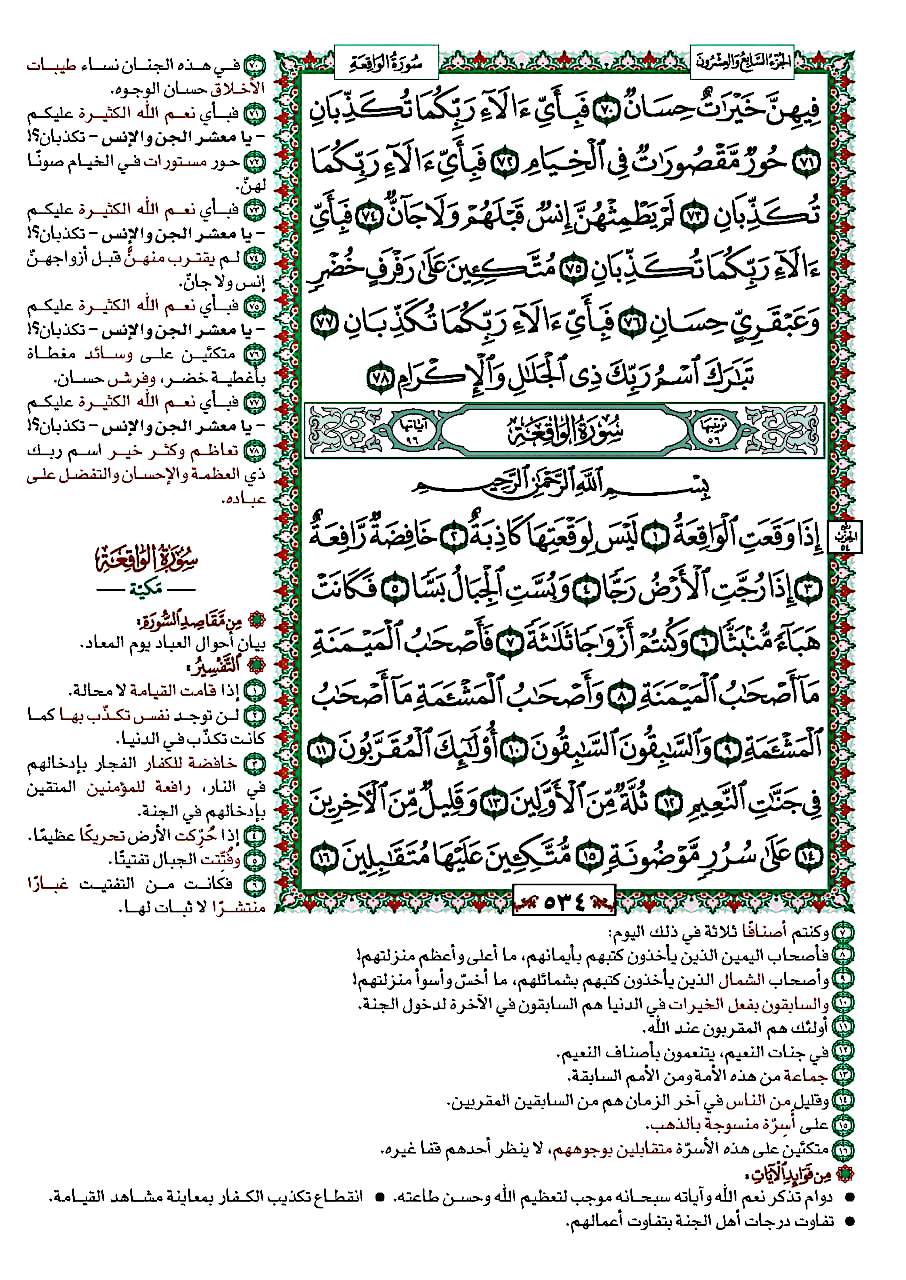 الجزء السابع والعشرون
سورة الواقعة
فِيهِنَّ خَيْرَٰتٌ حِسَانٌ ٧٠ فَبِأَيِّ ءَالَآءِ رَبِّكُمَا تُكَذِّبَانِ
٧١ حُورٌ مَّقْصُورَٰتٌ فِي الْخِيَامِ ٧٢ فَبِأَيِّ ءَالَآءِ رَبِّكُمَا
تُكَذِّبَانِ ٧٣ لَمْ يَطْمِثْهُنَّ إِنسٌ قَبْلَهُمْ وَلَا جَانٌّ ٧٤ فَبِأَيِّ
ءَالَآءِ رَبِّكُمَا تُكَذِّبَانِ ٧٥ مُتَّكِـِٔينَ عَلَىٰ رَفْرَفٍ خُضْرٍ
وَعَبْقَرِيٍّ حِسَانٍ ٧٦ فَبِأَيِّ ءَالَآءِ رَبِّكُمَا تُكَذِّبَانِ ٧٧
تَبَٰرَكَ ٱسْمُ رَبِّكَ ذِي ٱلْجَلَٰلِ وَٱلْإِكْرَامِ ٧٨
ترتيبها ٥٦
سورة الواقعة
آياتها ٩٦
بِسْمِ ٱللَّهِ ٱلرَّحْمَٰنِ ٱلرَّحِيمِ
ربع الحزب ٥٤
إِذَا وَقَعَتِ ٱلْوَاقِعَةُ ١ لَيْسَ لِوَقْعَتِهَا كَاذِبَةٌ ٢ خَافِضَةٌ رَّافِعَةٌ
٣ إِذَا رُجَّتِ ٱلْأَرْضُ رَجًّا ٤ وَبُسَّتِ ٱلْجِبَالُ بَسًّا ٥ فَكَانَتْ
هَبَآءً مُّنۢبَثًّا ٦ وَكُنتُمْ أَزْوَٰجًا ثَلَٰثَةً ٧ فَأَصْحَٰبُ ٱلْمَيْمَنَةِ
مَآ أَصْحَٰبُ ٱلْمَيْمَنَةِ ٨ وَأَصْحَٰبُ ٱلْمَشْـَٔمَةِ مَآ أَصْحَٰبُ
ٱلْمَشْـَٔمَةِ ٩ وَٱلسَّٰبِقُونَ ٱلسَّٰبِقُونَ ١٠ أُو۟لَٰٓئِكَ ٱلْمُقَرَّبُونَ ١١
فِي جَنَّٰتِ ٱلنَّعِيمِ ١٢ ثُلَّةٌ مِّنَ ٱلْأَوَّلِينَ ١٣ وَقَلِيلٌ مِّنَ ٱلْءَاخِرِينَ
١٤ عَلَىٰ سُرُرٍ مَّوْضُونَةٍ ١٥ مُّتَّكِـِٔينَ عَلَيْهَا مُتَقَٰبِلِينَ ١٦
٥٣٤
٧٠ في هذه الجنان نساء طيبات
الأخلاق حسان الوجوه.
٧١ فبأي نعم الله الكثيرة عليكم
– يا معشر الجن والإنس – تكذبان؟!
٧٢ حور مستورات في الخيام صونًا
لهنّ.
٧٣ فبأي نعم الله الكثيرة عليكم
– يا معشر الجن والإنس – تكذبان؟!
٧٤ لم يقترب منهنّ قبل أزواجهنّ
إنس ولا جانّ.
٧٥ فبأي نعم الله الكثيرة عليكم
– يا معشر الجن والإنس – تكذبان؟!
٧٦ متكئين على وسائد مغطاة
بأغطية خضر، وفرش حسان.
٧٧ فبأي نعم الله الكثيرة عليكم
– يا معشر الجن والإنس – تكذبان؟!
٧٨ تعاظم وكثر خير اسم ربك
ذي العظمة والإحسان والتفضل على
عباده.
سورة الواقعة
— مكية —
من مقاصد السورة:
بيان أحوال العباد يوم المعاد.
التفسير:
١ إذا قامت القيامة لا محالة.
٢ لن توجد نفس تكذّب بها كما
كانت تكذّب في الدنيا.
٣ خافضة للكفار الفجار بإدخالهم
في النار، رافعة للمؤمنين المتقين
بإدخالهم في الجنة.
٤ إذا حُرِّكت الأرض تحريكًا عظيمًا.
٥ وفُتِّتت الجبال تفتيتًا.
٦ فكانت من التفتيت غبارًا
منتشرًا لا ثبات لها.
٧ وكنتم أصنافًا ثلاثة في ذلك اليوم:
٨ فأصحاب اليمين الذين يأخذون كتبهم بأيمانهم، ما أعلى وأعظم منزلتهم!
٩ وأصحاب الشمال الذين يأخذون كتبهم بشمائلهم، ما أخسّ وأسوأ منزلتهم!
١٠ والسابقون بفعل الخيرات في الدنيا هم السابقون في الآخرة لدخول الجنة.
١١ أولئك هم المقربون عند الله.
١٢ في جنات النعيم، يتنعمون بأصناف النعيم.
١٣ جماعة من هذه الأمة ومن الأمم السابقة.
١٤ وقليل من الناس في آخر الزمان هم من السابقين المقربين.
١٥ على أَسِرّة منسوجة بالذهب.
١٦ متكئين على هذه الأسرّة متقابلين بوجوههم، لا ينظر أحدهم قفا غيره.
من فوائد الآيات:
● دوام تذكر نعم الله وآياته سبحانه موجب لتعظيم الله وحسن طاعته. ● انقطاع تكذيب الكفار بمعاينة مشاهد القيامة.
● تفاوت درجات أهل الجنة بتفاوت أعمالهم.